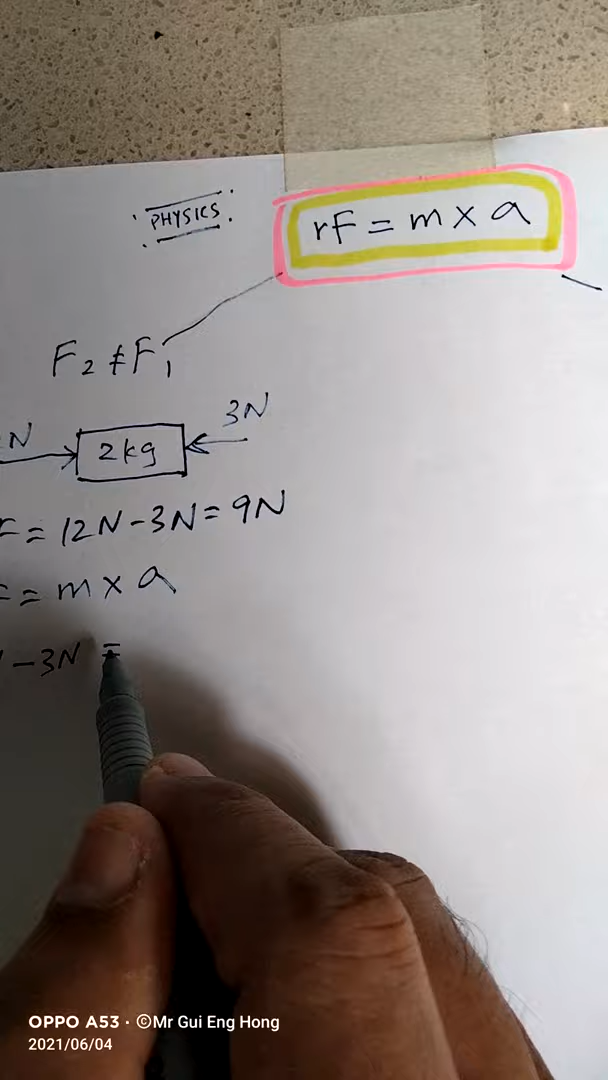 PHYSICS
rF = m x a
F2 ≠ F1
N
2kg
3N
F = 12N - 3N = 9N
= m x a
- 3N =
OPPO A53 · ©Mr Gui Eng Hong
2021/06/04